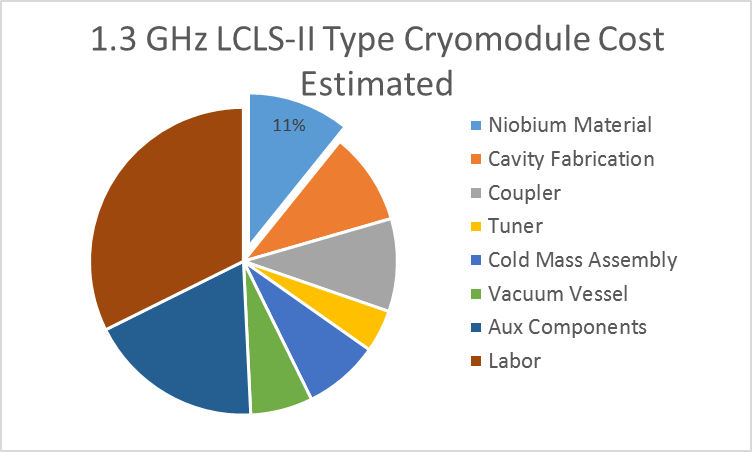 1.3 GHz LCLS-II Type Cryomodule Cost
Estimated
11%
Niobium Material
Cavity Fabrication
Coupler
Tuner
Cold Mass Assembly
Vacuum Vessel
Aux Components
Labor